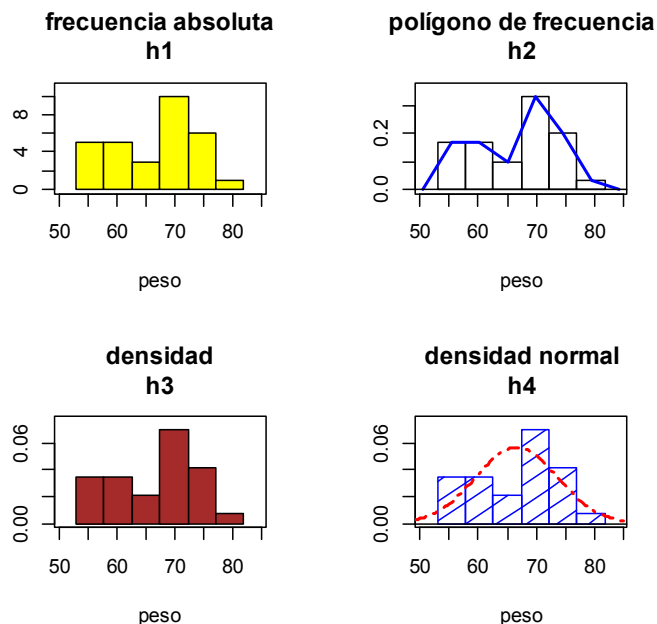 frecuencia absoluta
h1
0 4 8
50 60 70 80
peso
polígono de frecuencia
h2
0.0 0.2
50 60 70 80
peso
densidad
h3
0.00 0.06
50 60 70 80
peso
densidad normal
h4
0.00 0.06
50 60 70 80
peso